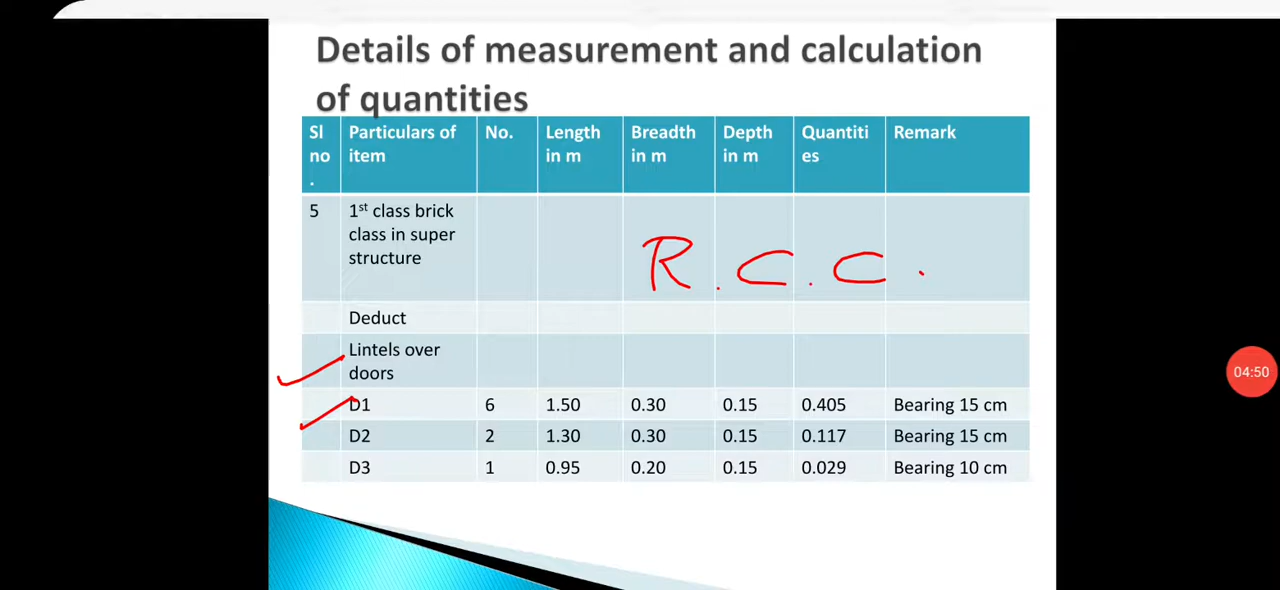 Details of measurement and calculation
of quantities
Sl Particulars of No. Length Breadth Depth Quantiti Remark
no item in m in m in m es
.
5 1st class brick
class in super
structure
R.C.C.
Deduct
Lintels over
doors
D1 6 1.50 0.30 0.15 0.405 Bearing 15 cm
D2 2 1.30 0.30 0.15 0.117 Bearing 15 cm
D3 1 0.95 0.20 0.15 0.029 Bearing 10 cm
04:50